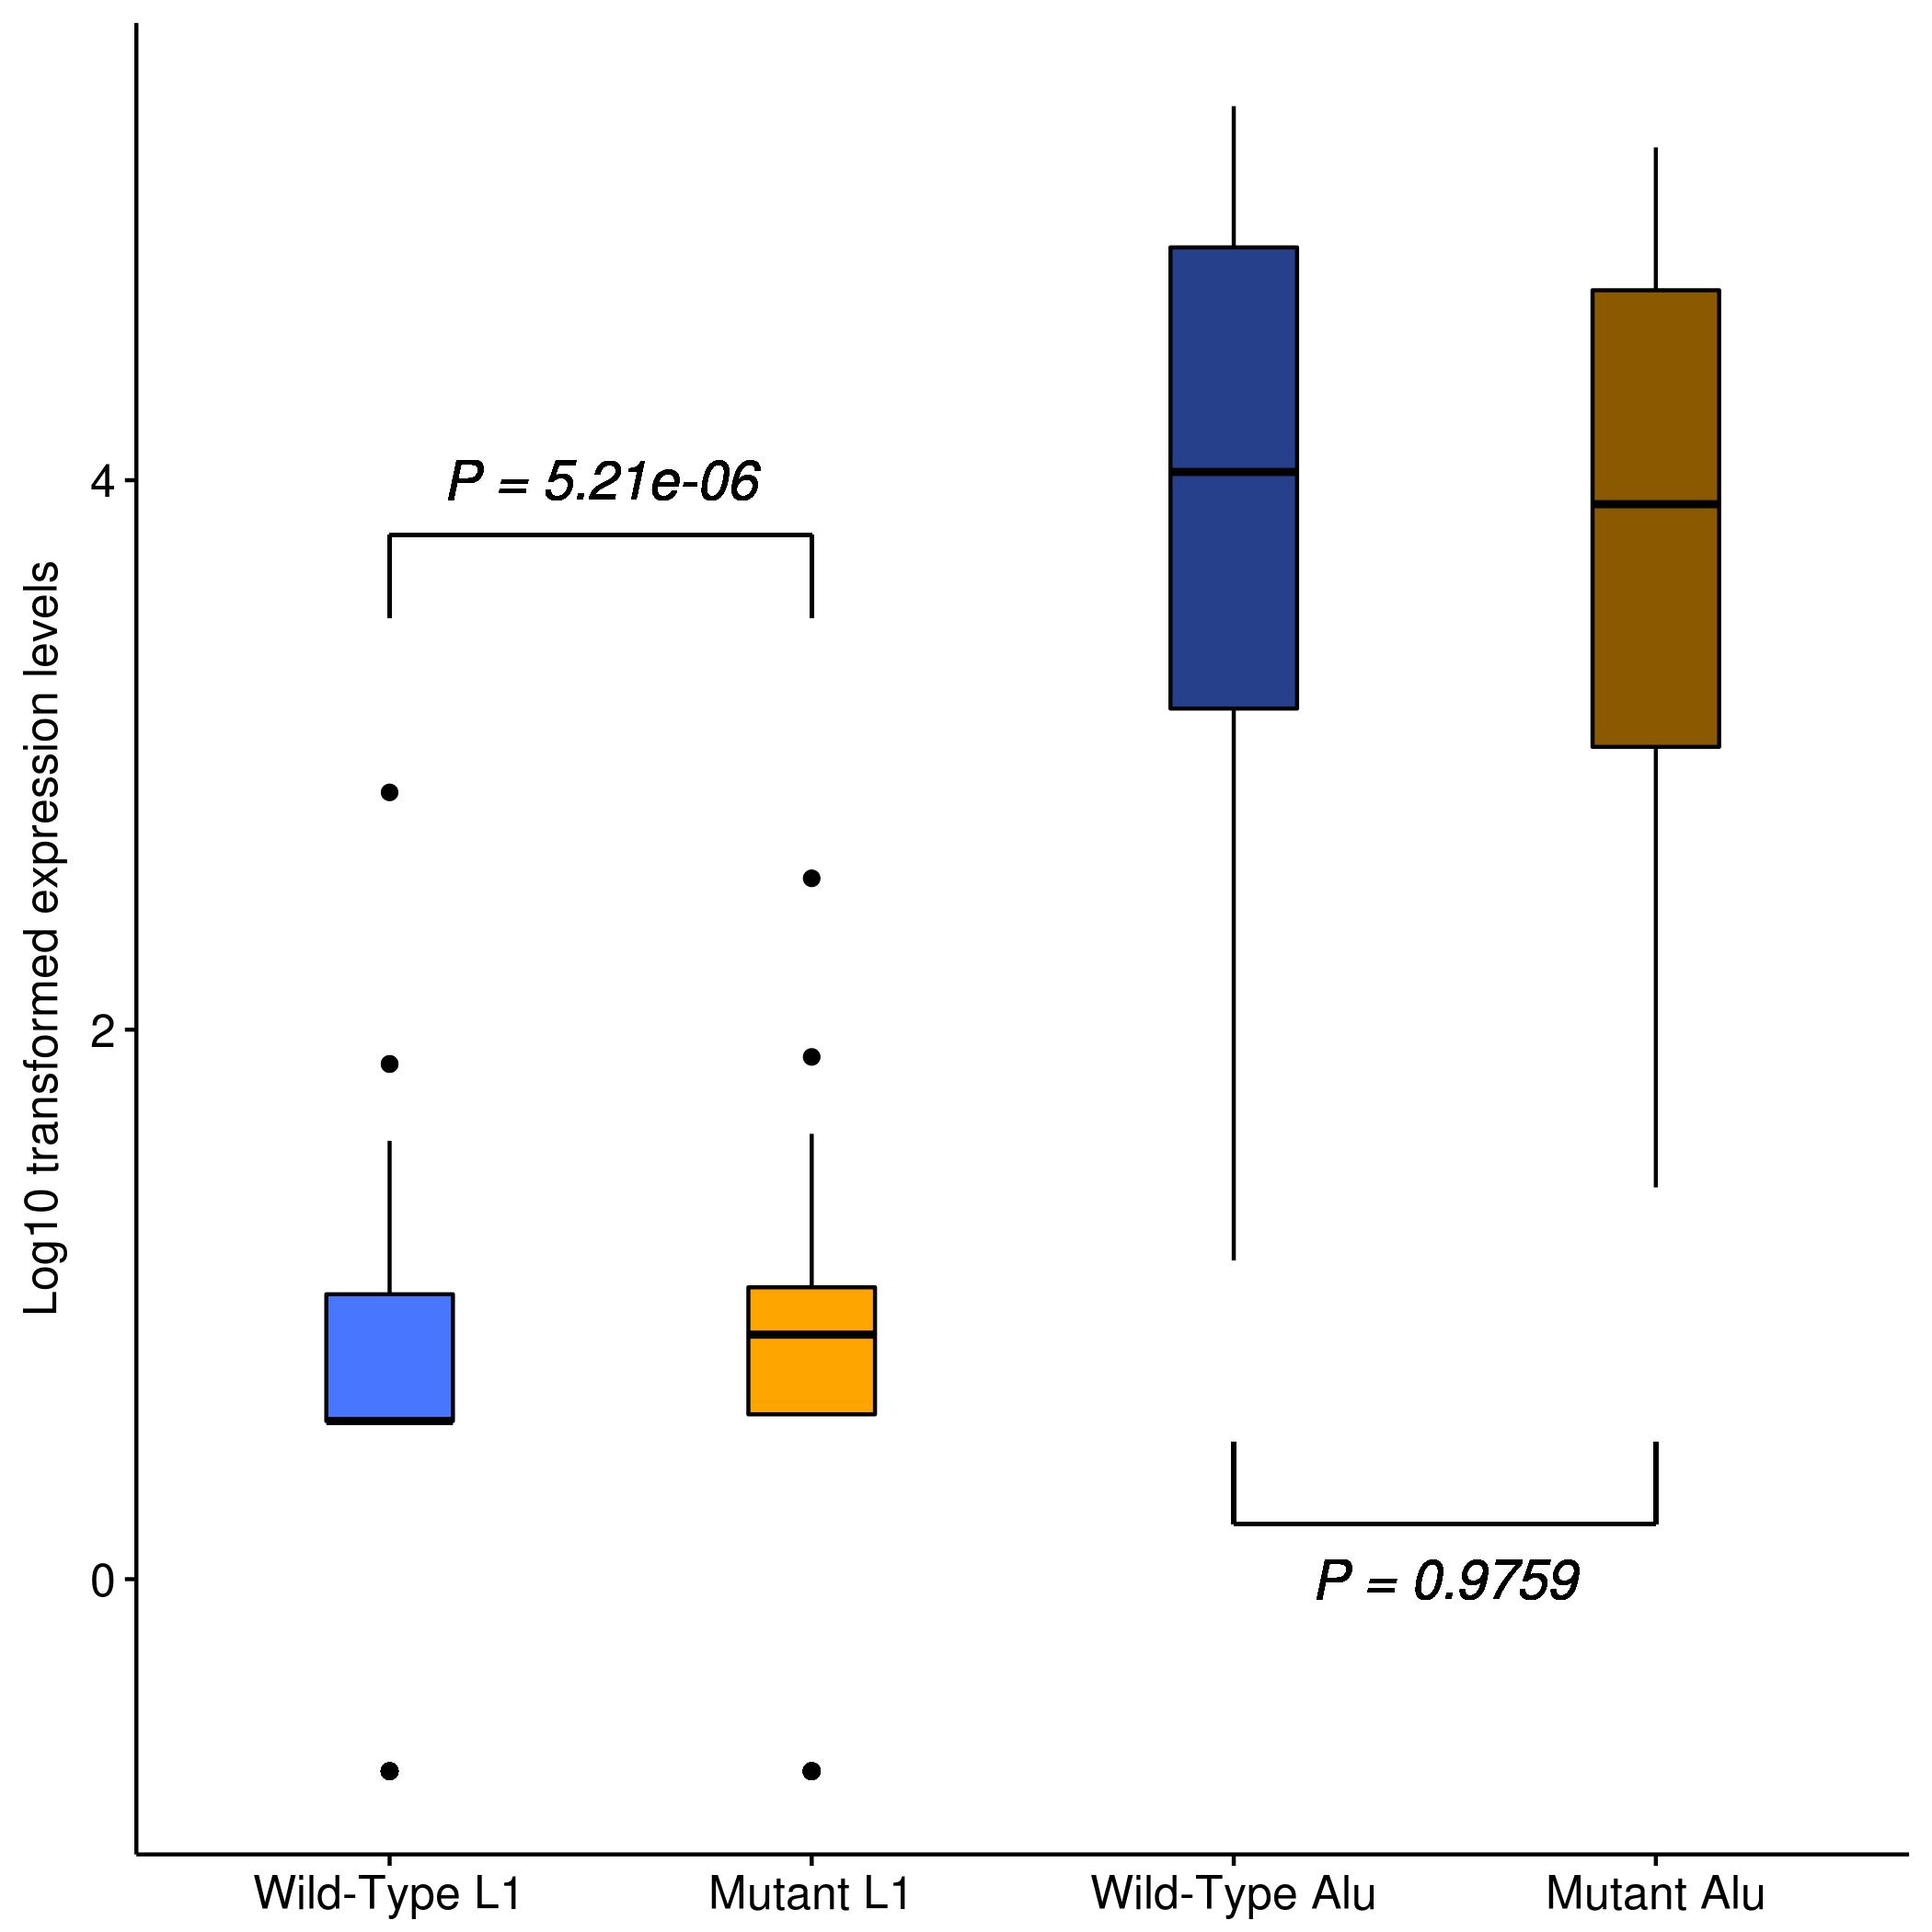 Log10 transformed expression levels
4
2
0
P = 5.21e-06
P = 0.9759
Wild-Type L1
Mutant L1
Wild-Type Alu
Mutant Alu